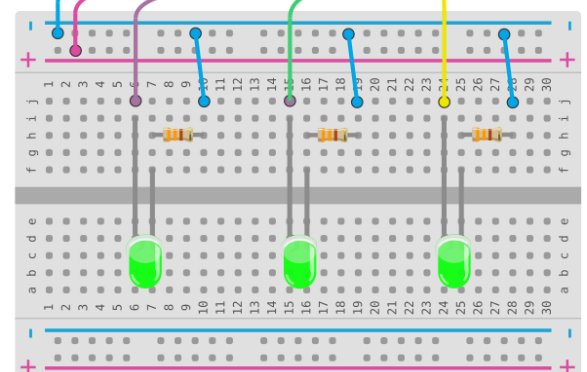 - -
+ +
1 2 3 4 5 6 7 8 9 10 11 12 13 14 15 16 17 18 19 20 21 22 23 24 25 26 27 28 29 30
j j
i i
h h
g g
f f
e e
d d
c c
b b
a a
1 2 3 4 5 6 7 8 9 10 11 12 13 14 15 16 17 18 19 20 21 22 23 24 25 26 27 28 29 30
- -
+ +